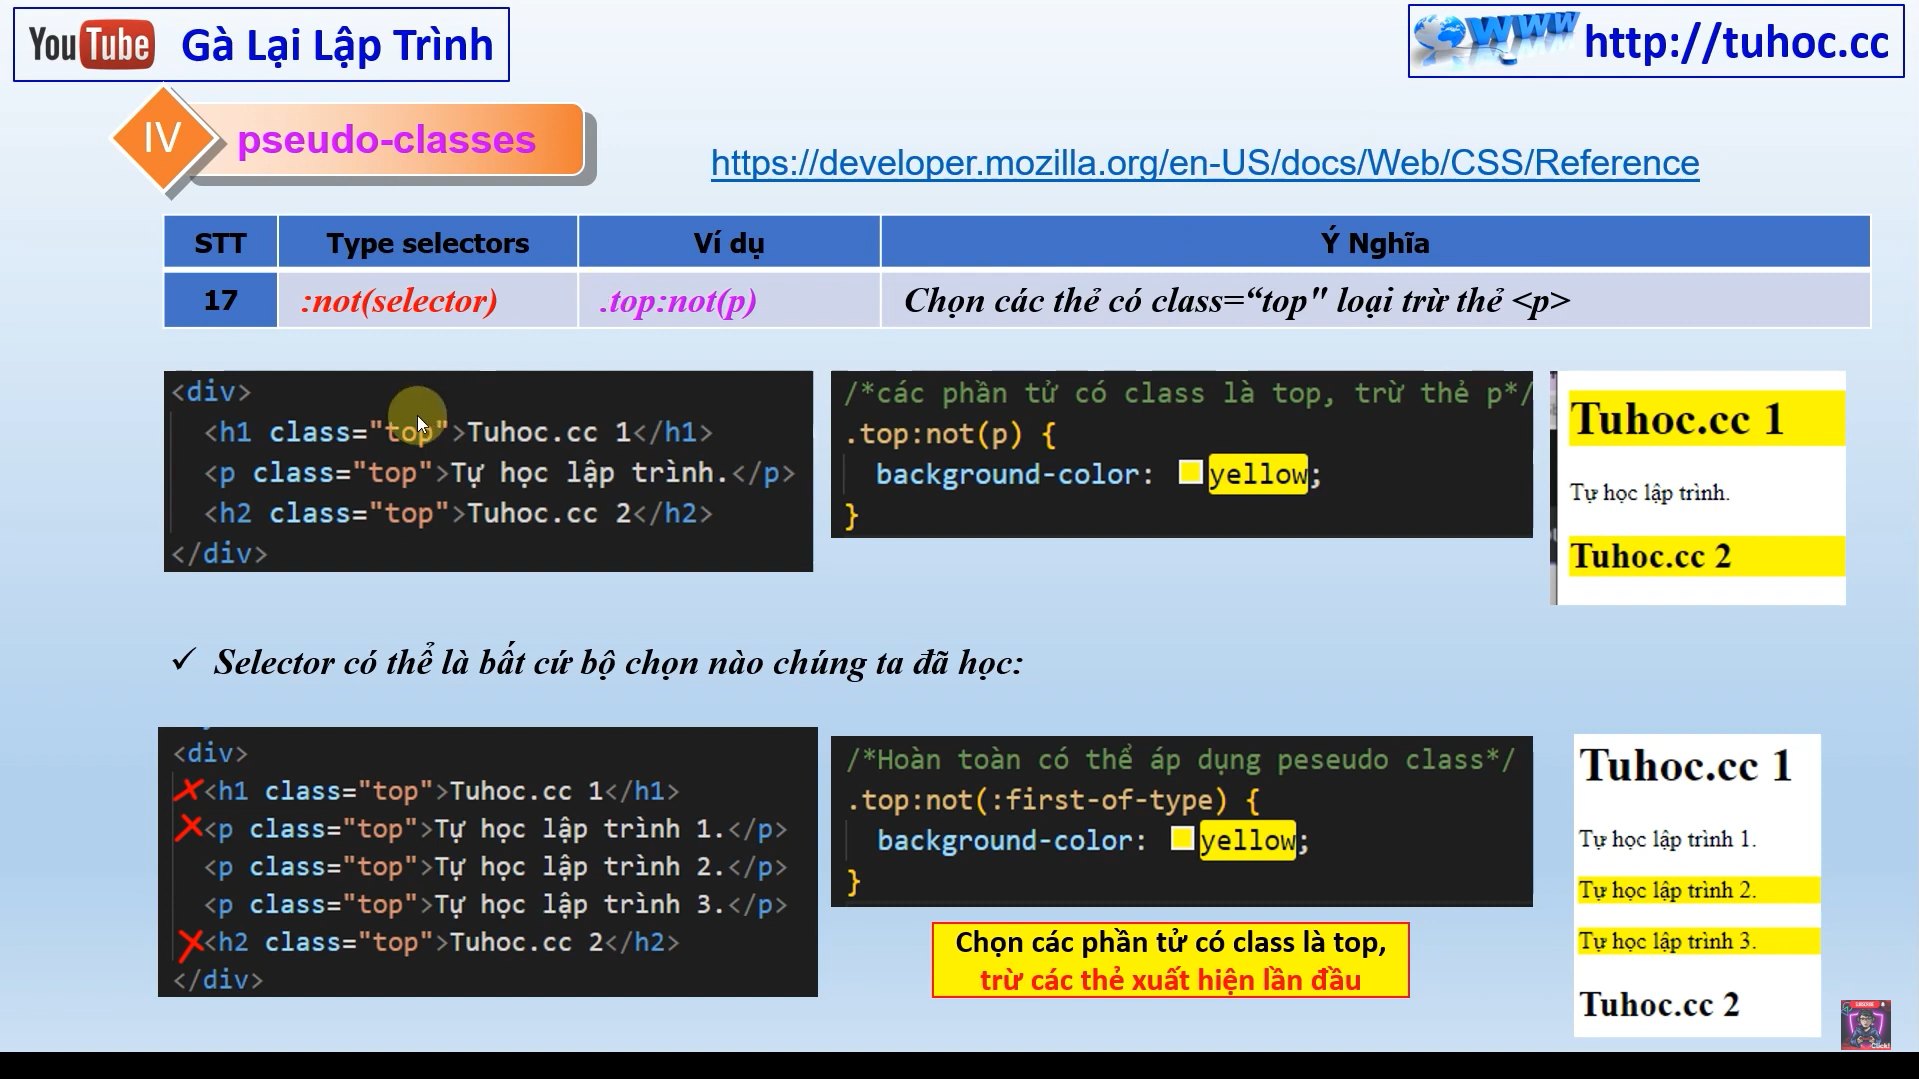 YouTube Gà Lại Lập Trình
WWW http://tuhoc.cc
IV pseudo-classes
https://developer.mozilla.org/en-US/docs/Web/CSS/Reference
STT Type selectors Ví dụ Ý Nghĩa
17 :not(selector) .top:not(p) Chọn các thẻ có class=“top" loại trừ thẻ <p>
<div>
<h1 class="top">Tuhoc.cc 1</h1>
<p class="top">Tự học lập trình.</p>
<h2 class="top">Tuhoc.cc 2</h2>
</div>
/*các phần tử có class là top, trừ thẻ p*/
.top:not(p) {
background-color: yellow;
}
Tuhoc.cc 1
Tự học lập trình.
Tuhoc.cc 2
✓ Selector có thể là bất cứ bộ chọn nào chúng ta đã học:
<div>
<h1 class="top">Tuhoc.cc 1</h1>
<p class="top">Tự học lập trình 1.</p>
<p class="top">Tự học lập trình 2.</p>
<p class="top">Tự học lập trình 3.</p>
<h2 class="top">Tuhoc.cc 2</h2>
</div>
/*Hoàn toàn có thể áp dụng peseudo class*/
.top:not(:first-of-type) {
background-color: yellow;
}
Chọn các phần tử có class là top,
trừ các thẻ xuất hiện lần đầu
Tuhoc.cc 1
Tự học lập trình 1.
Tự học lập trình 2.
Tự học lập trình 3.
Tuhoc.cc 2
Click!